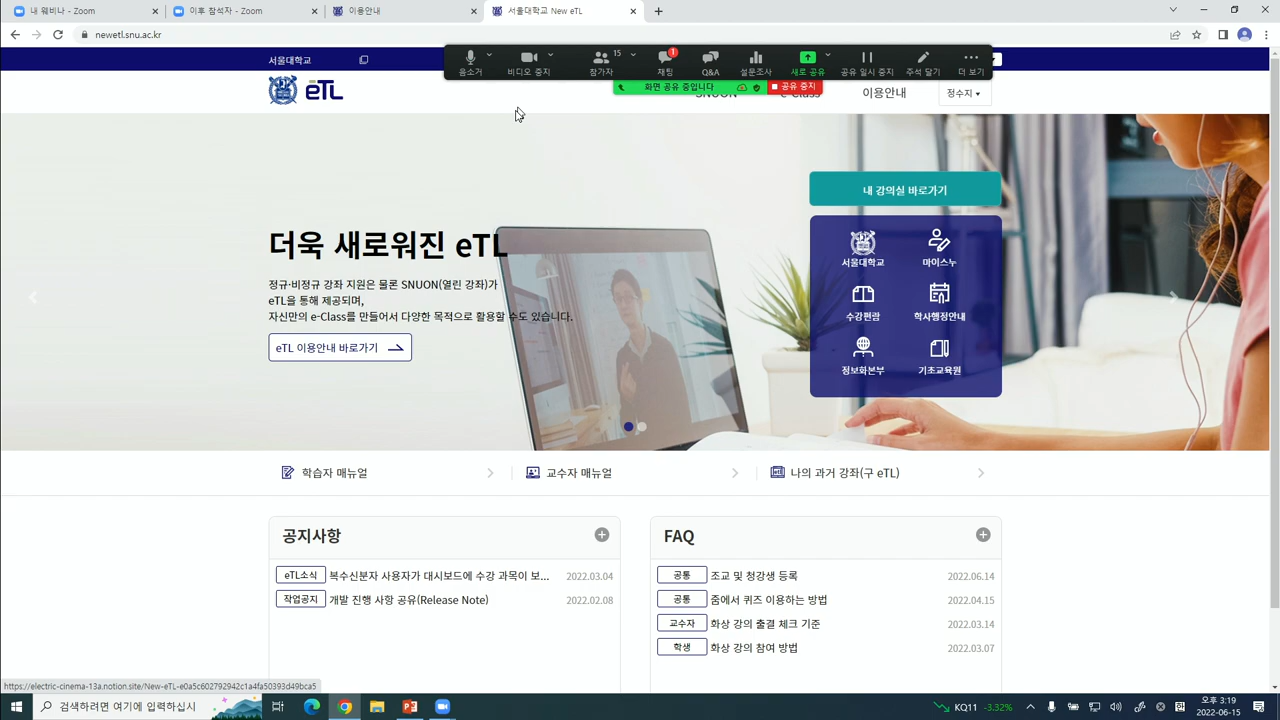 내 웨비나 - Zoom
이후 참석자 - Zoom
이용안내
서울대학교 New eTL
newetl.snu.ac.kr
서울대학교
음소거
비디오 중지
15
참가자
1
채팅
Q&A
설문조사
새로 공유
공유 일시 중지
주석 달기
더 보기
화면 공유 중입니다
공유 중지
eTL
SNUON
e-Class
이용안내
정수지
내 강의실 바로가기
더욱 새로워진 eTL
정규·비정규 강좌 지원은 물론 SNUON(열린 강좌)가
eTL을 통해 제공되며,
자신만의 e-Class를 만들어서 다양한 목적으로 활용할 수도 있습니다.
eTL 이용안내 바로가기
서울대학교
마이스누
수강편람
학사행정안내
정보화본부
기초교육원
학습자 매뉴얼
교수자 매뉴얼
나의 과거 강좌(구 eTL)
공지사항
eTL소식 복수신분자 사용자가 대시보드에 수강 과목이 보... 2022.03.04
작업공지 개발 진행 사항 공유(Release Note) 2022.02.08
FAQ
공통 조교 및 청강생 등록 2022.06.14
공통 줌에서 퀴즈 이용하는 방법 2022.04.15
교수자 화상 강의 출결 체크 기준 2022.03.14
학생 화상 강의 참여 방법 2022.03.07
https://electric-cinema-13a.notion.site/New-eTL-e0a5c602792942c1a4fa50393d49bca5
검색하려면 여기에 입력하십시
KQ11 -3.32%
오후 3:19
2022-06-15